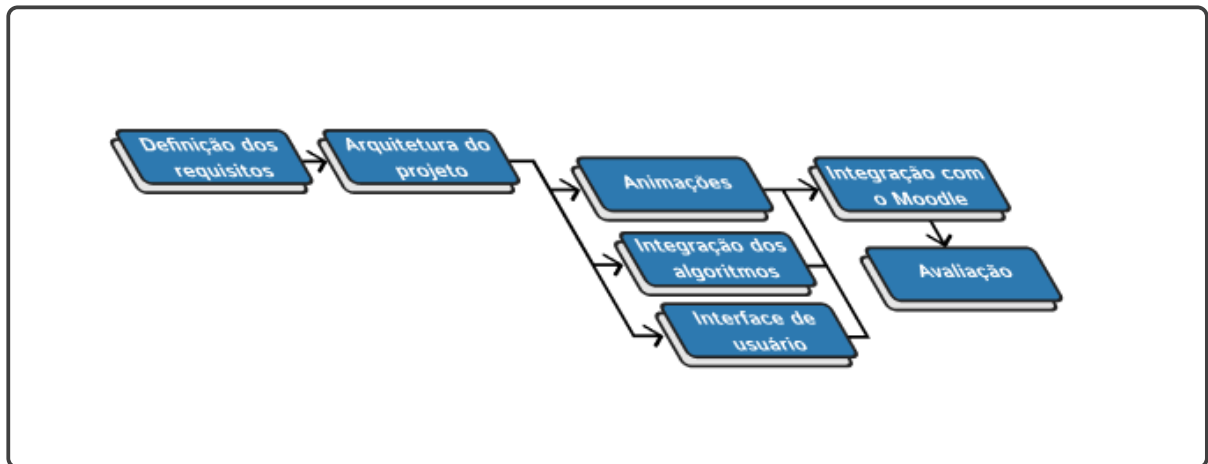 Definição dos
requisitos
Arquitetura do
projeto
Animações
Integração dos
algoritmos
Interface de
usuário
Integração com
o Moodle
Avaliação